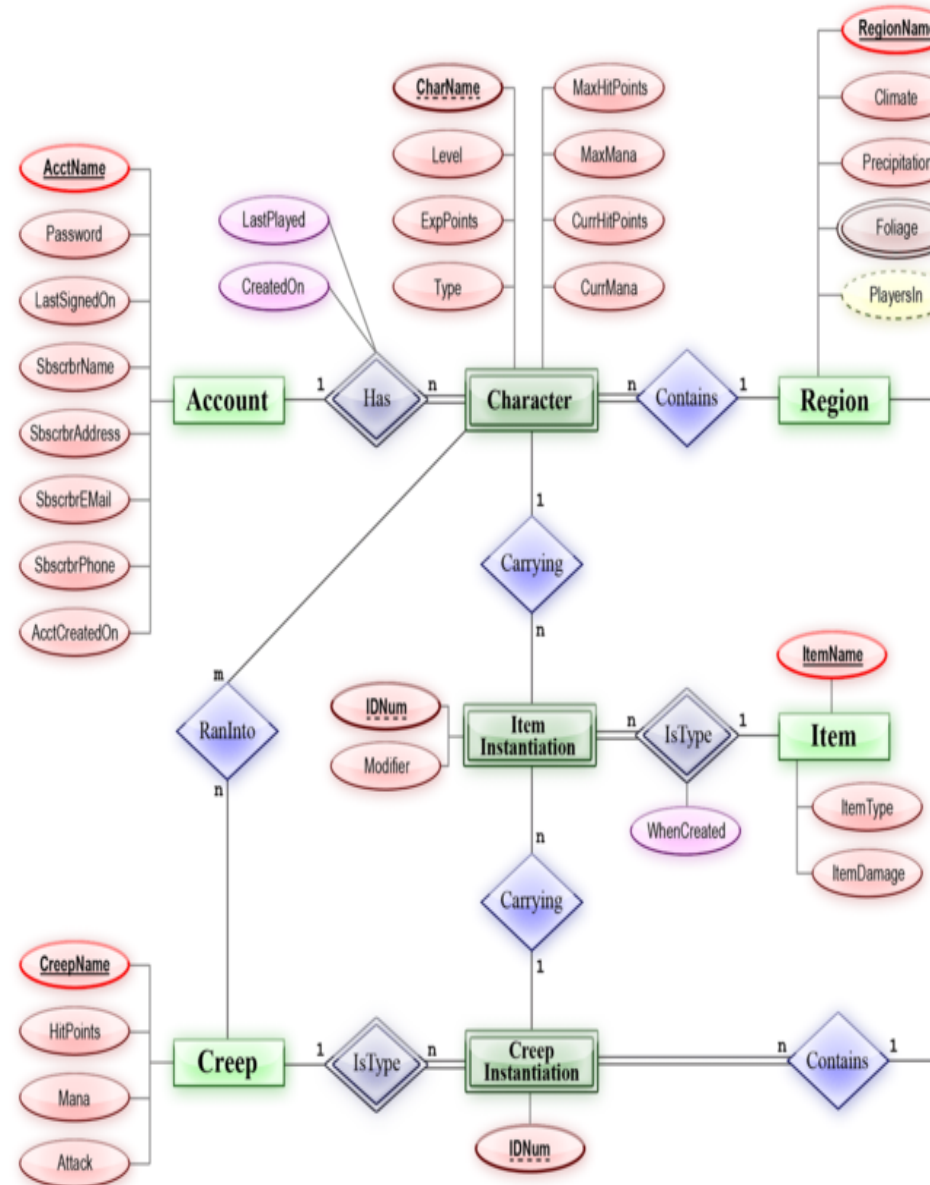 RegionName
CharName
MaxHitPoints
Climate
Level
MaxMana
Precipitation
AcctName
LastPlayed
ExpPoints
CurrHitPoints
Foliage
Password
CreatedOn
Type
CurrMana
PlayersIn
LastSignedOn
SbscrbrName
Account
1
Has
n
Character
n
Contains
1
Region
SbscrbrAddress
SbscrbrEMail
1
SbscrbrPhone
Carrying
AcctCreatedOn
n
ItemName
m
IDNum
RanInto
Item
Instantiation
n
IsType
1
Item
Modifier
n
ItemType
WhenCreated
n
ItemDamage
Carrying
CreepName
1
HitPoints
Creep
1
IsType
n
Creep
Instantiation
n
Contains
1
Mana
IDNum
Attack